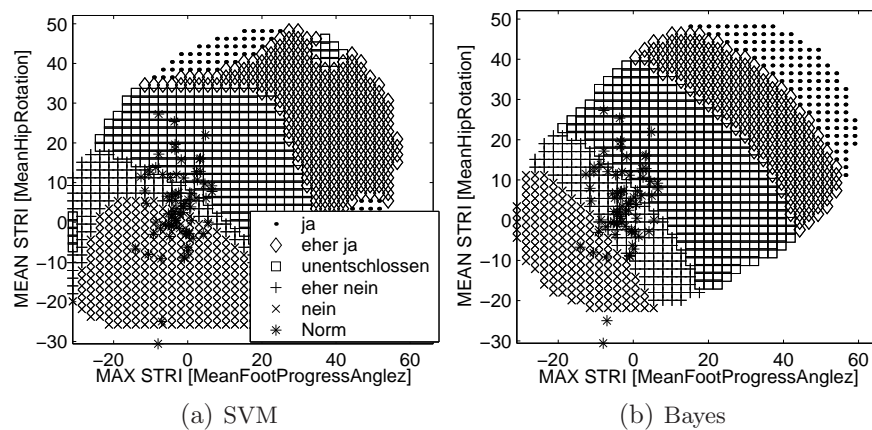 50
40
30
20
10
0
−10
−20
−30
MEAN STRI [MeanHipRotation]
−20 0 20 40 60
MAX STRI [MeanFootProgressAnglez]
ja
eher ja
unentschlossen
eher nein
nein
Norm
(a) SVM
50
40
30
20
10
0
−10
−20
−30
MEAN STRI [MeanHipRotation]
−20 0 20 40 60
MAX STRI [MeanFootProgressAnglez]
(b) Bayes